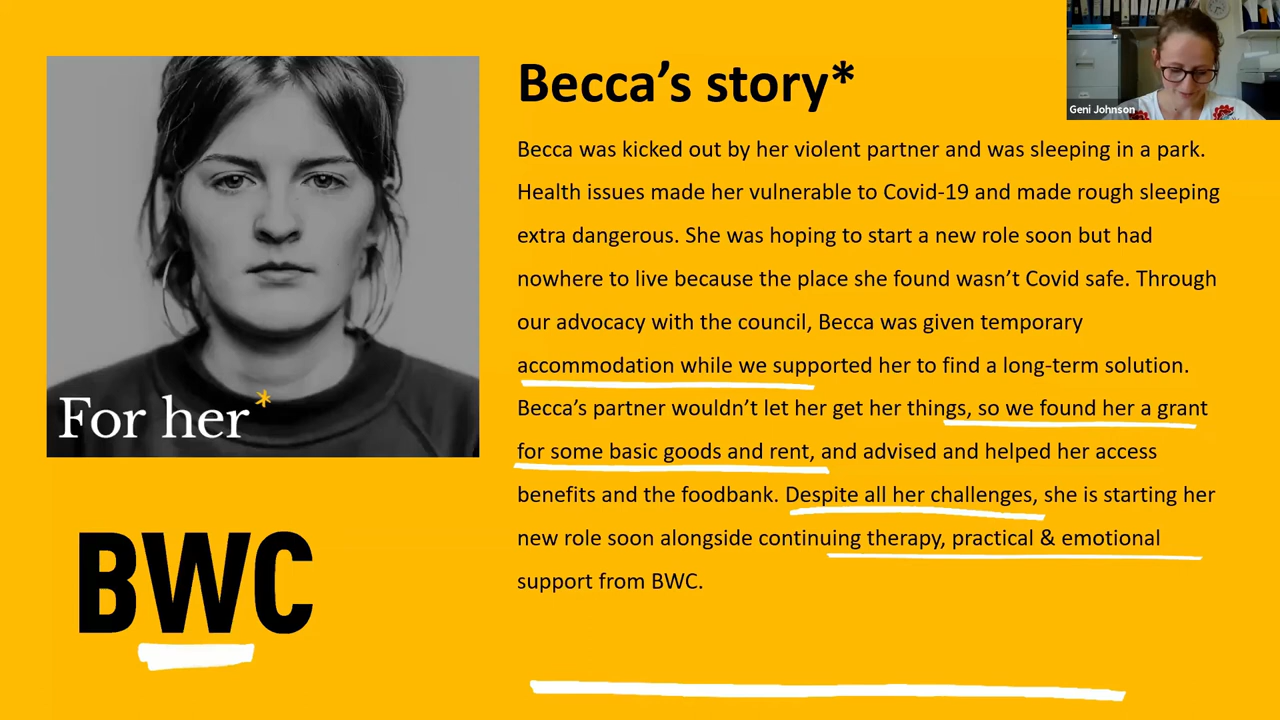 Becca’s story*
Geni Johnson
Becca was kicked out by her violent partner and was sleeping in a park.
Health issues made her vulnerable to Covid-19 and made rough sleeping
extra dangerous. She was hoping to start a new role soon but had
nowhere to live because the place she found wasn’t Covid safe. Through
our advocacy with the council, Becca was given temporary
accommodation while we supported her to find a long-term solution.
Becca’s partner wouldn’t let her get her things, so we found her a grant
for some basic goods and rent, and advised and helped her access
benefits and the foodbank. Despite all her challenges, she is starting her
new role soon alongside continuing therapy, practical & emotional
support from BWC.
For her*
BWC